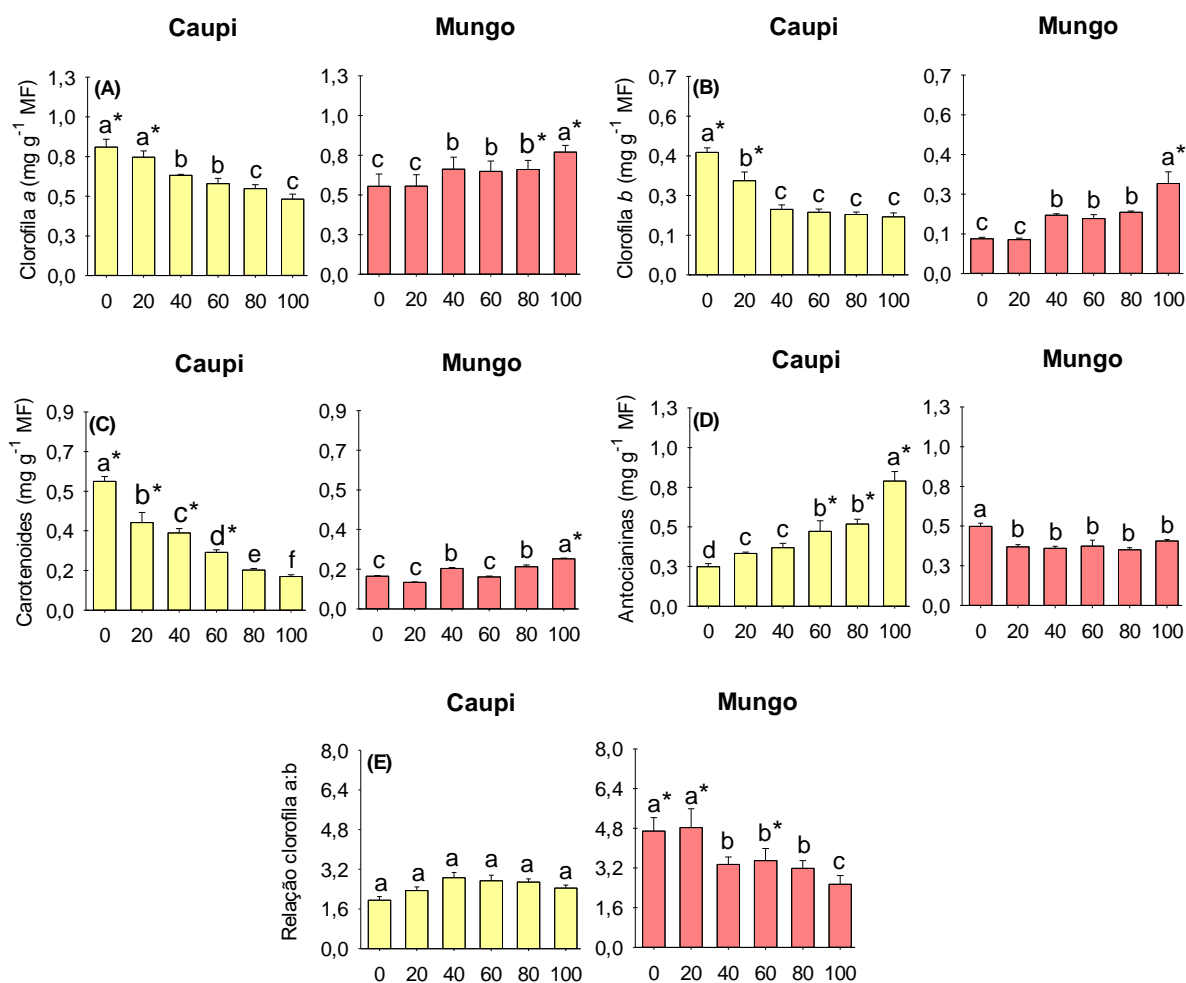 Caupi
Mungo
Caupi
Mungo
Clorofila a (mg g⁻¹ MF)
1,3
1,0
0,8
0,5
0,3
0,0
(A)
a*
a*
b
b
c
c
0 20 40 60 80 100
1,3
1,0
0,8
0,5
0,3
0,0
c
c
b
b
b*
a*
0 20 40 60 80 100
Clorofila b (mg g⁻¹ MF)
0,7
0,6
0,4
0,3
0,1
0,0
(B)
a*
b*
c
c
c
c
0 20 40 60 80 100
0,7
0,6
0,4
0,3
0,1
0,0
c
c
b
b
b
a*
0 20 40 60 80 100
Caupi
Mungo
Caupi
Mungo
Carotenoides (mg g⁻¹ MF)
0,9
0,7
0,5
0,4
0,2
0,0
(C)
a*
b*
c*
d*
e
f
0 20 40 60 80 100
0,9
0,7
0,5
0,4
0,2
0,0
c
c
b
c
b
a*
0 20 40 60 80 100
Antocianinas (mg g⁻¹ MF)
1,3
1,0
0,8
0,5
0,3
0,0
(D)
d
c
c
b*
b*
a*
0 20 40 60 80 100
1,3
1,0
0,8
0,5
0,3
0,0
a
b
b
b
b
b
0 20 40 60 80 100
Caupi
Mungo
Relação clorofila a:b
8,0
6,4
4,8
3,2
1,6
0,0
(E)
a
a
a
a
a
a
0 20 40 60 80 100
8,0
6,4
4,8
3,2
1,6
0,0
a*
a*
b
b*
b
c
0 20 40 60 80 100